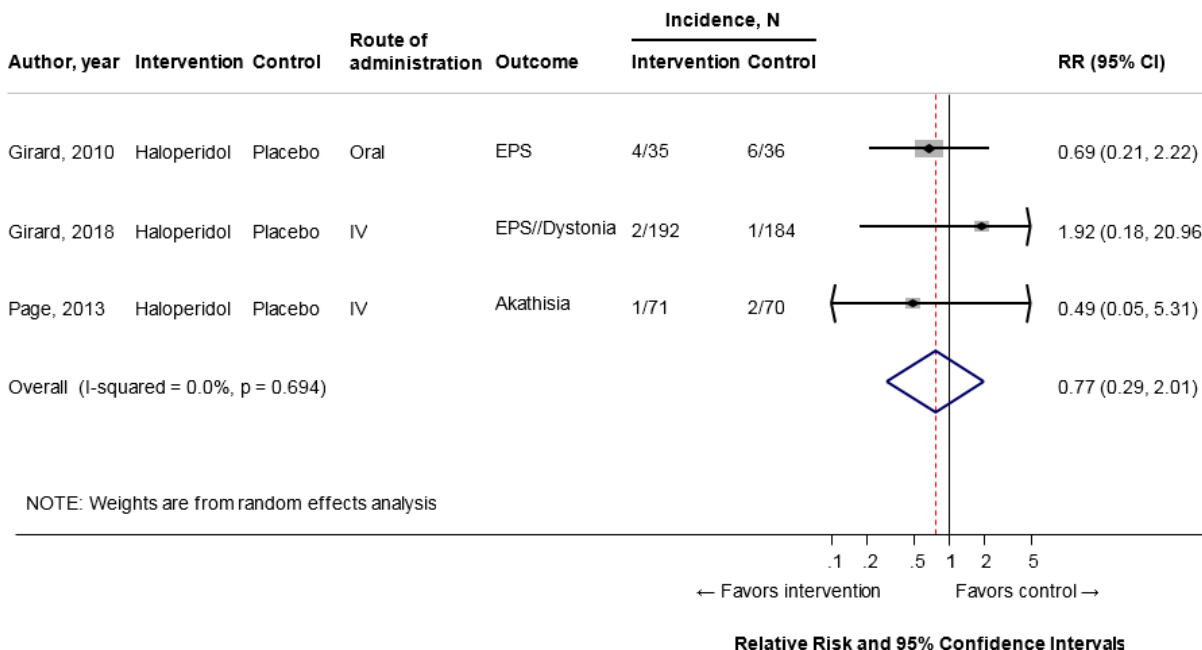 Incidence, N
Author, year Intervention Control Route of administration Outcome Intervention Control RR (95% CI)
Girard, 2010 Haloperidol Placebo Oral EPS 4/35 6/36 0.69 (0.21, 2.22)
Girard, 2018 Haloperidol Placebo IV EPS//Dystonia 2/192 1/184 1.92 (0.18, 20.96
Page, 2013 Haloperidol Placebo IV Akathisia 1/71 2/70 0.49 (0.05, 5.31)
Overall (I-squared = 0.0%, p = 0.694) 0.77 (0.29, 2.01)
NOTE: Weights are from random effects analysis
.1 .2 .5 1 2 5
← Favors intervention Favors control →
Relative Risk and 95% Confidence Intervals